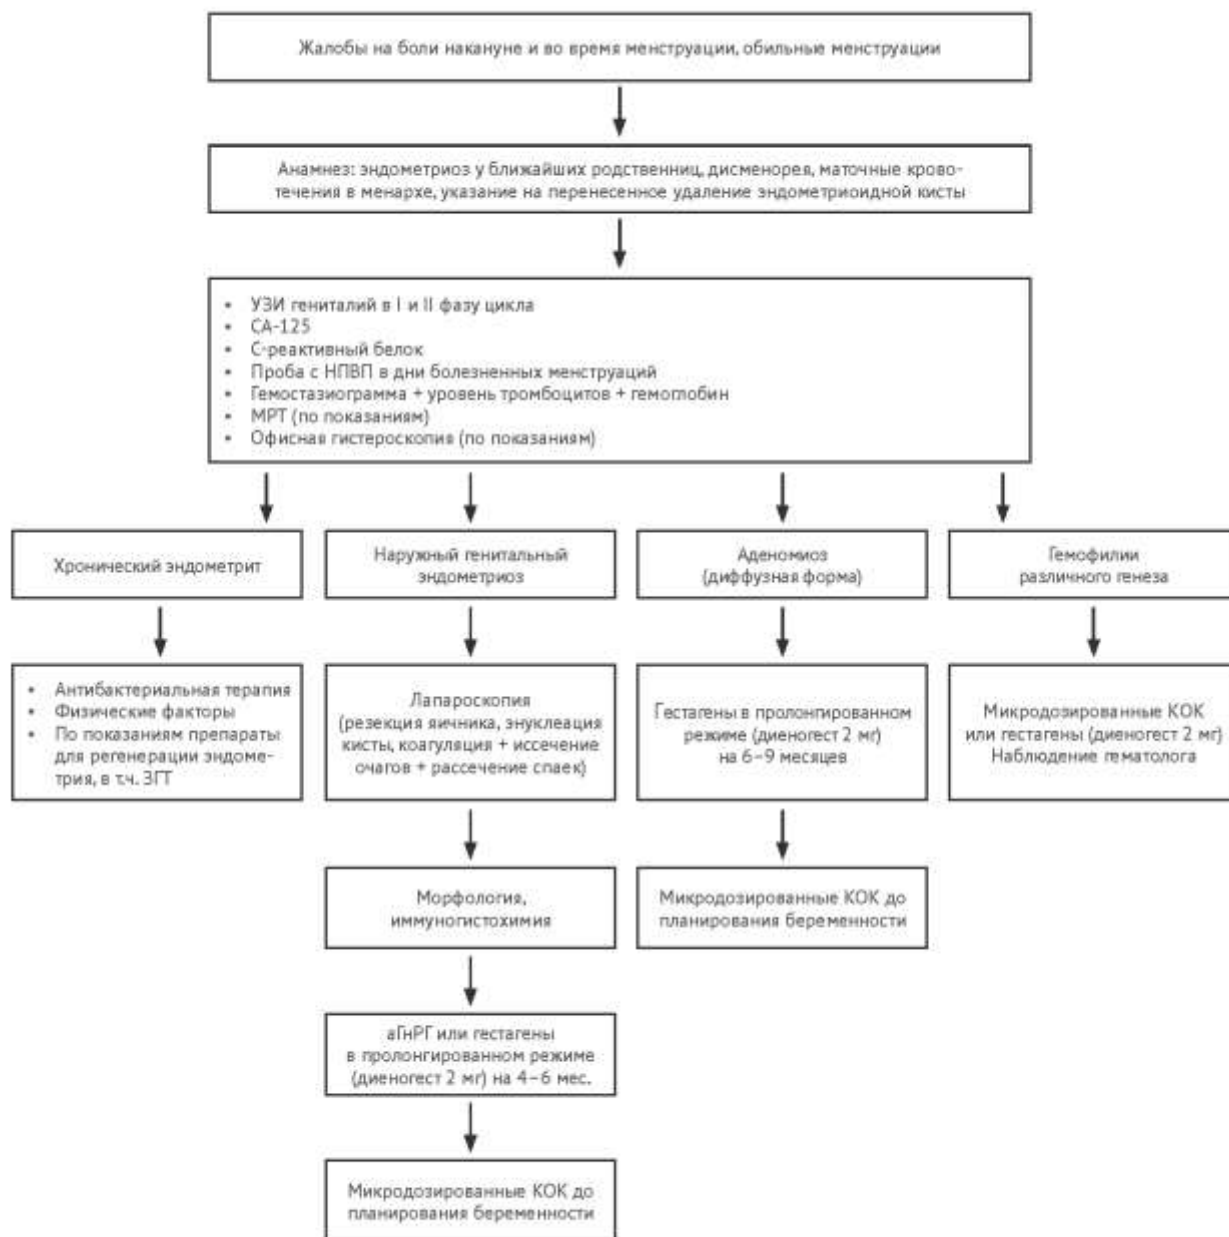 Жалобы на боли накануне и во время менструации, обильные менструации
Анамнез: эндометриоз у ближайших родственниц, дисменорея, маточные крово-
течения в менархе, указание на перенесенное удаление эндометриоидной кисты
• УЗИ гениталий в I и II фазу цикла
• СА-125
• С-реактивный белок
• Проба с НПВП в дни болезненных менструаций
• Гемостазиограмма + уровень тромбоцитов + гемоглобин
• МРТ (по показаниям)
• Офисная гистероскопия (по показаниям)
Хронический эндометрит
Наружный генитальный
эндометриоз
Аденомиоз
(диффузная форма)
Гемофилии
различного генеза
• Антибактериальная терапия
• Физические факторы
• По показаниям препараты
для регенерации эндоме-
трия, в т.ч. ЗГТ
Лапароскопия
(резекция яичника, энуклеация
кисты, коагуляция + иссечение
очагов + рассечение спаек)
Гестагены в пролонгированном
режиме (диеногест 2 мг)
на 6–9 месяцев
Микродозированные КОК
или гестагены (диеногест 2 мг)
Наблюдение гематолога
Морфология,
иммуногистохимия
Микродозированные КОК до
планирования беременности
аГнРГ или гестагены
в пролонгированном режиме
(диеногест 2 мг) на 4–6 мес.
Микродозированные КОК до
планирования беременности